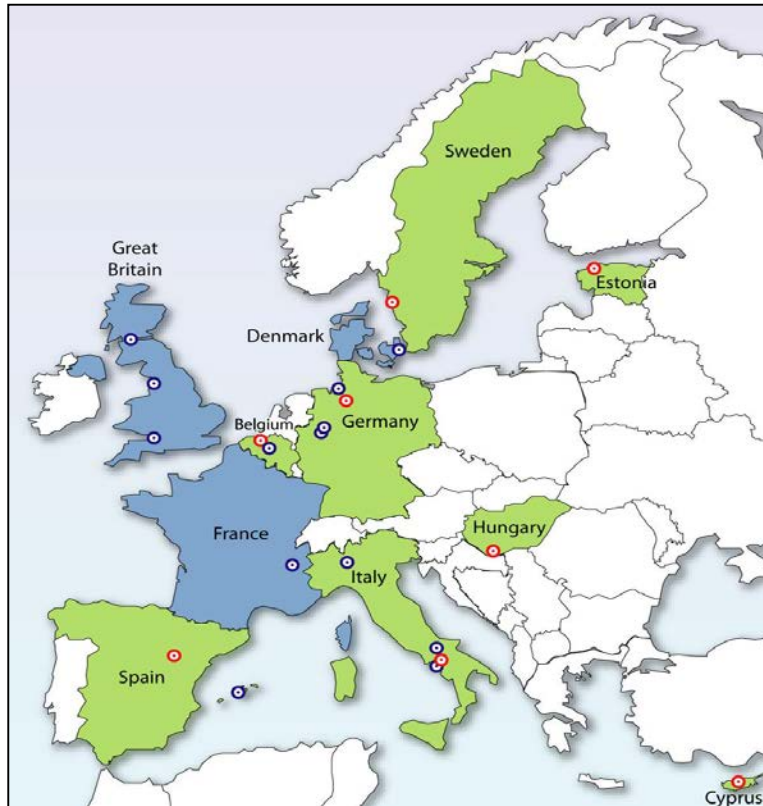 Sweden
Great
Britain
Estonia
Denmark
Belgium
Germany
Hungary
France
Italy
Spain
Cyprus